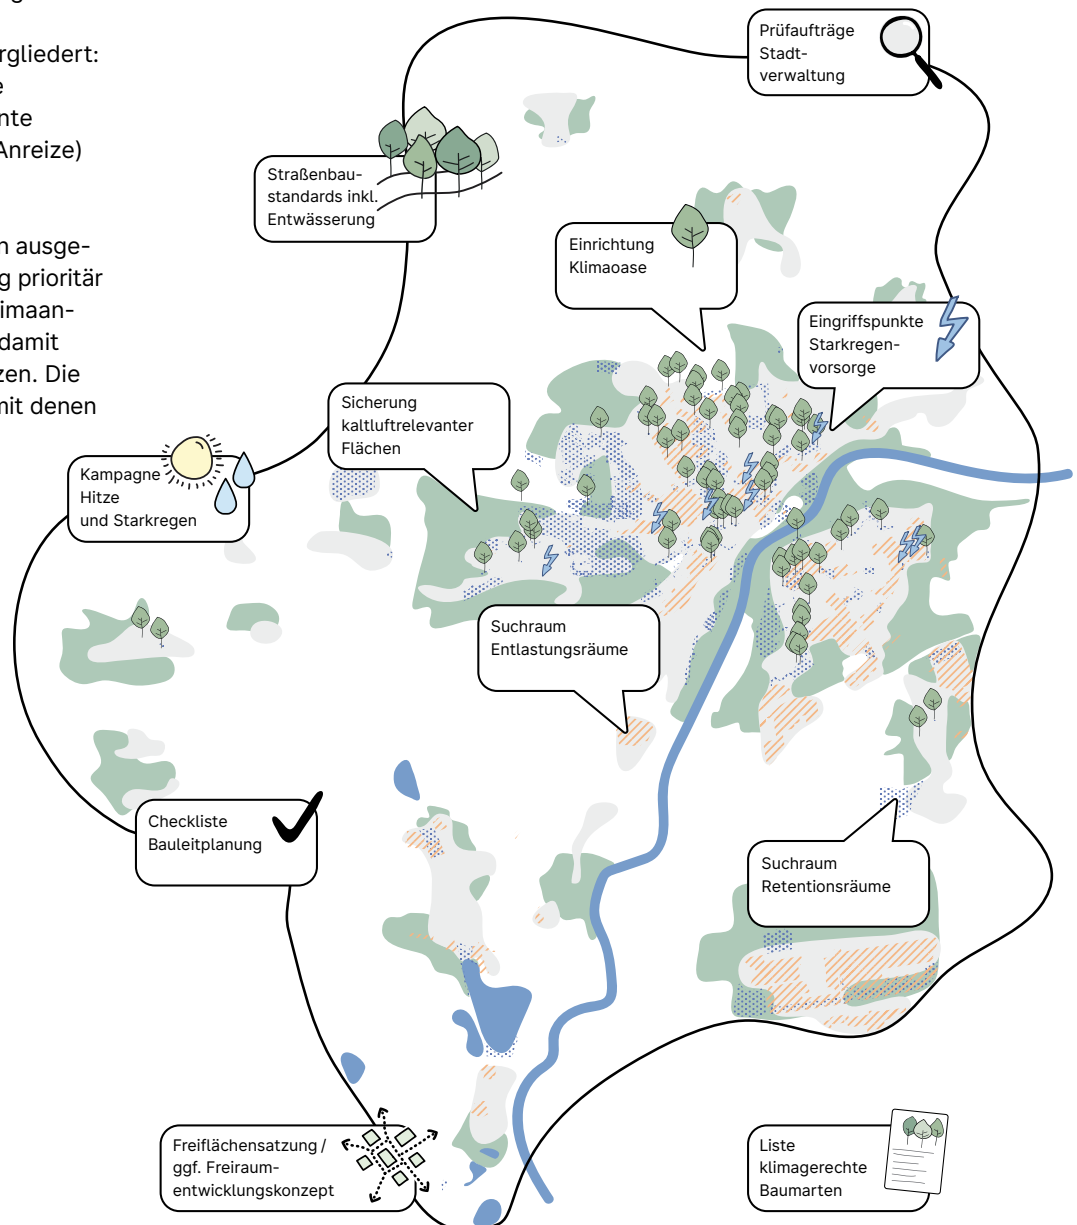 rgliedert:
e
nte
Anreize)
n ausge-
g prioritär
limaan-
damit
zen. Die
mit denen
Prüfaufträge
Stadt-
verwaltung
Straßenbau-
standards inkl.
Entwässerung
Einrichtung
Klimaoase
Eingriffspunkte
Starkregen-
vorsorge
Sicherung
kaltluftrelevanter
Flächen
Kampagne
Hitze
und Starkregen
Suchraum
Entlastungsräume
Checkliste
Bauleitplanung
Suchraum
Retentionsräume
Freiflächensatzung /
ggf. Freiraum-
entwicklungskonzept
Liste
klimagerechte
Baumarten